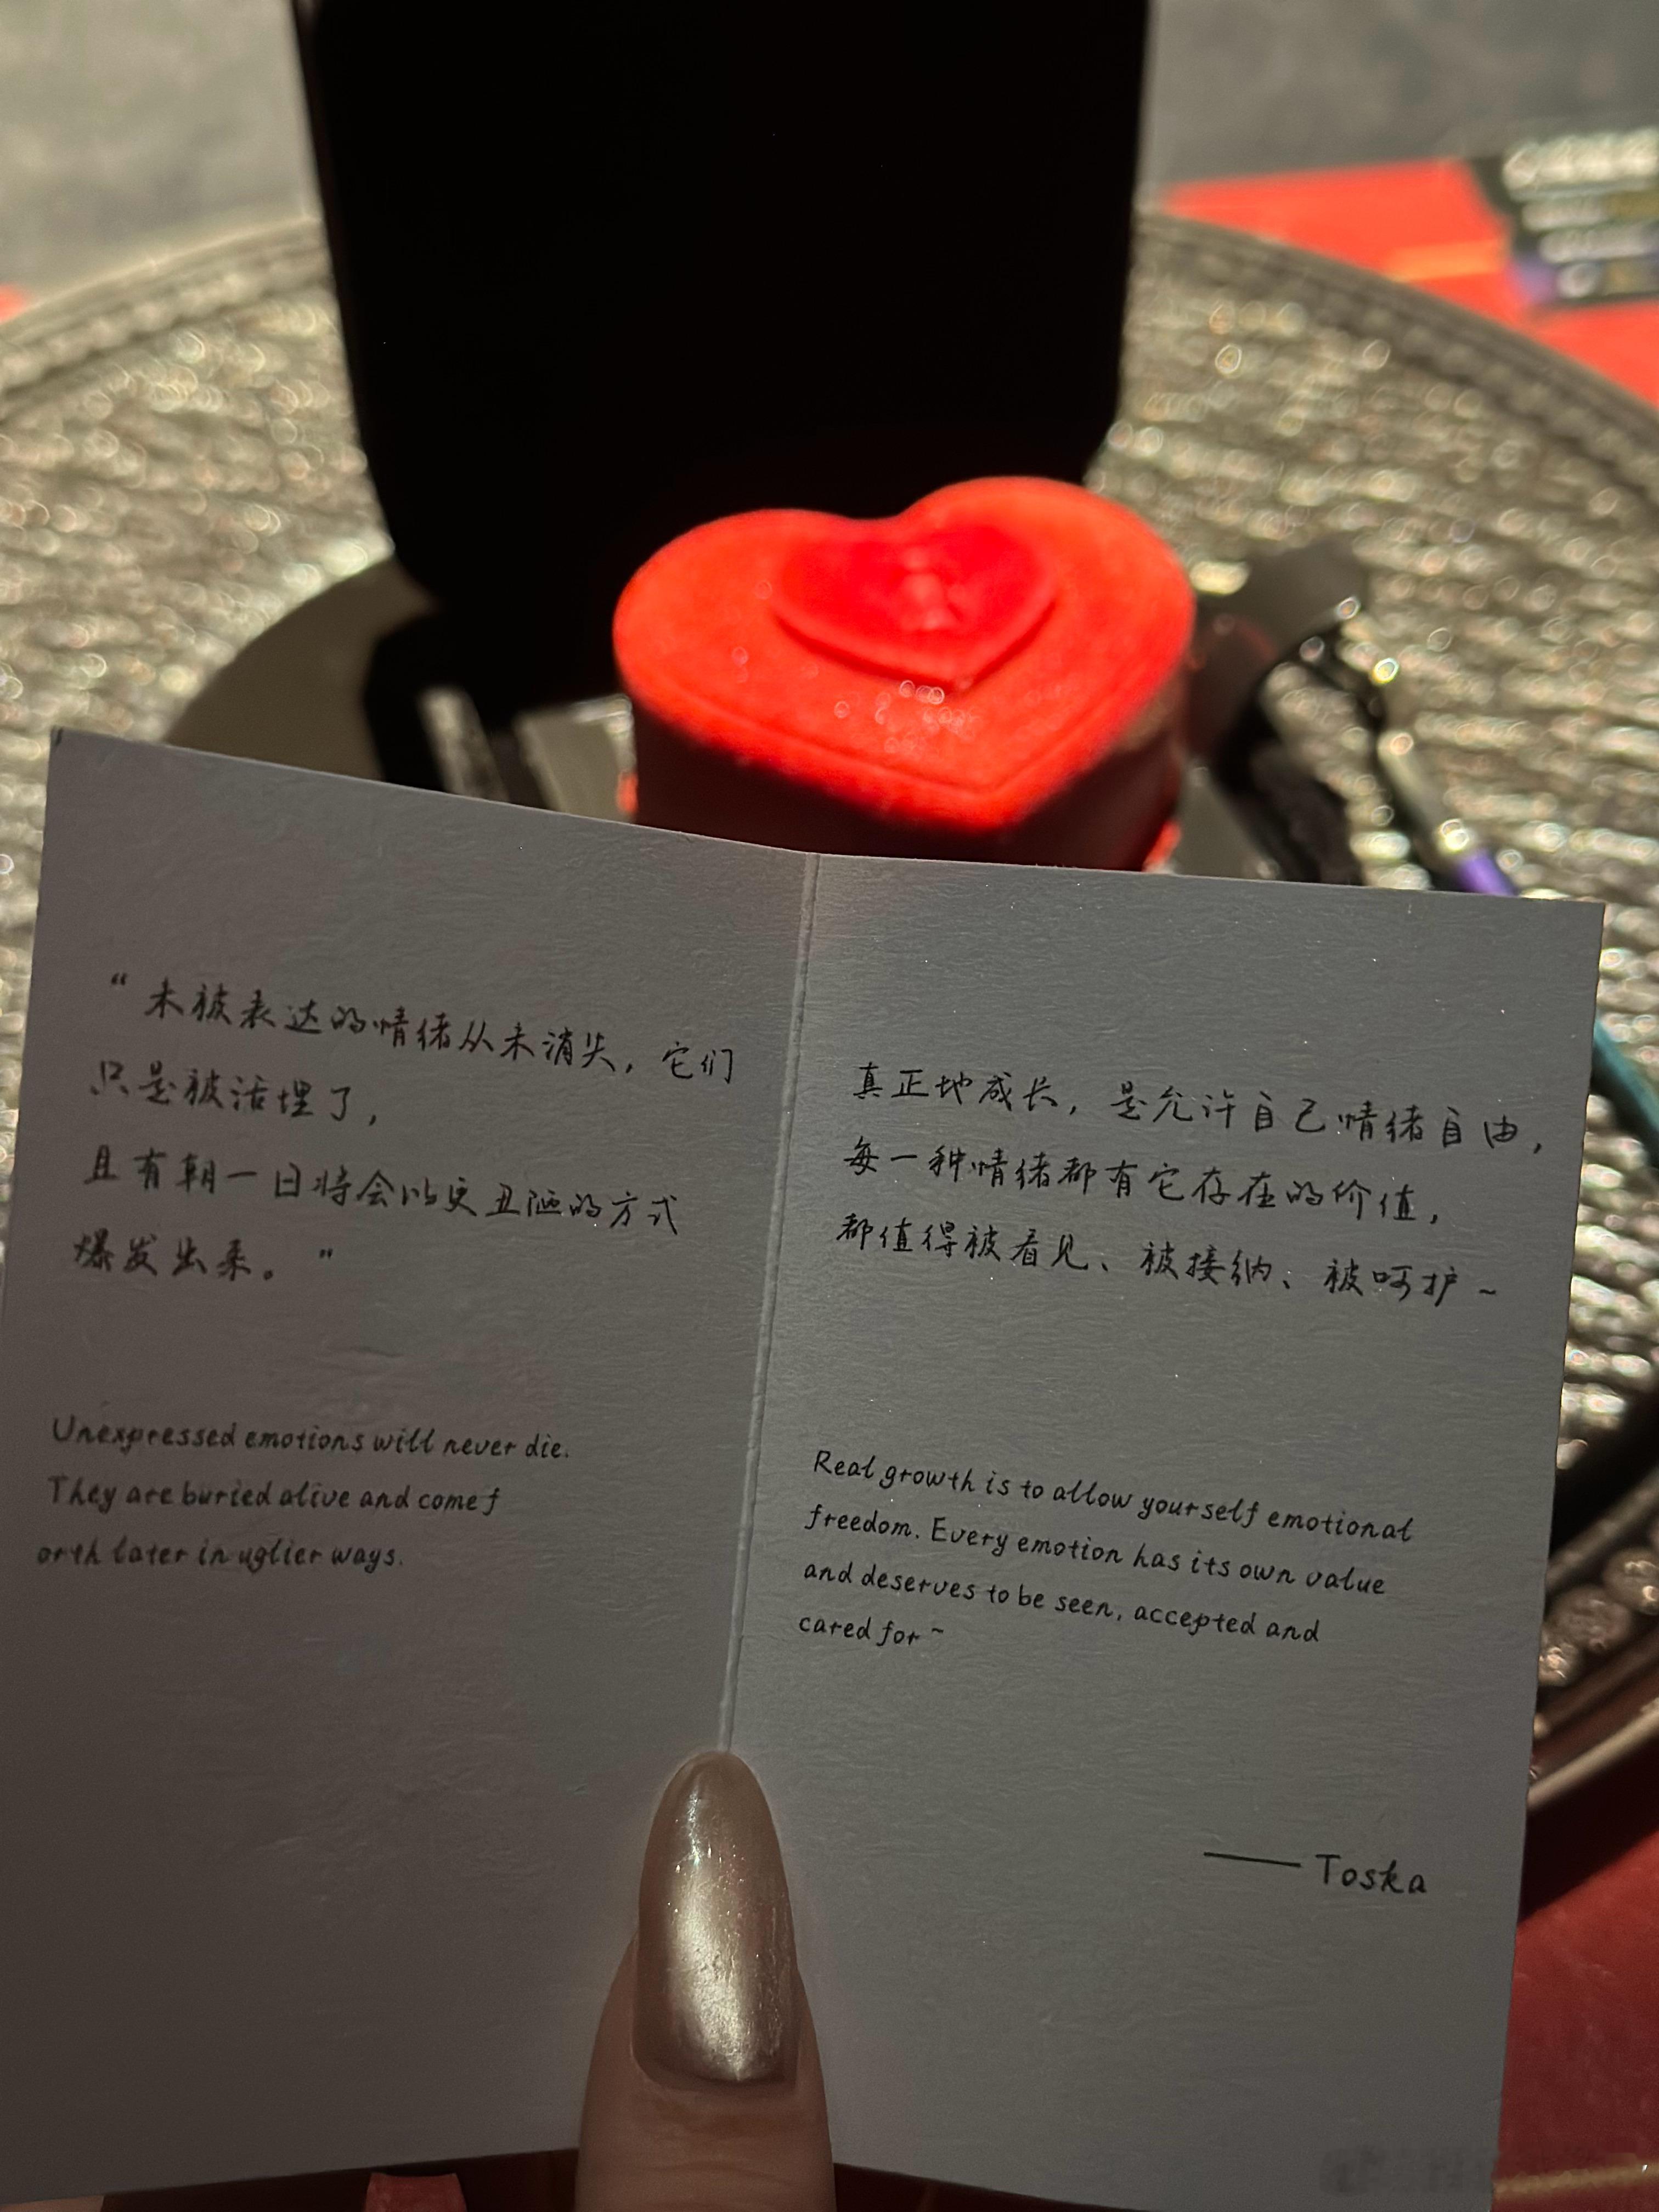 “未被表达的情绪从未消失，它们
只是被活埋了，
且有朝一日将会以更丑陋的方式
爆发出来。”
Unexpressed emotions will never die.
They are buried alive and come f
orth later in uglier ways.
真正地成长，是允许自己情绪自由，
每一种情绪都有它存在的价值，
都值得被看见、被接纳、被呵护~
Real growth is to allow yourself emotional
freedom. Every emotion has its own value
and deserves to be seen, accepted and
cared for ~
—— Toska